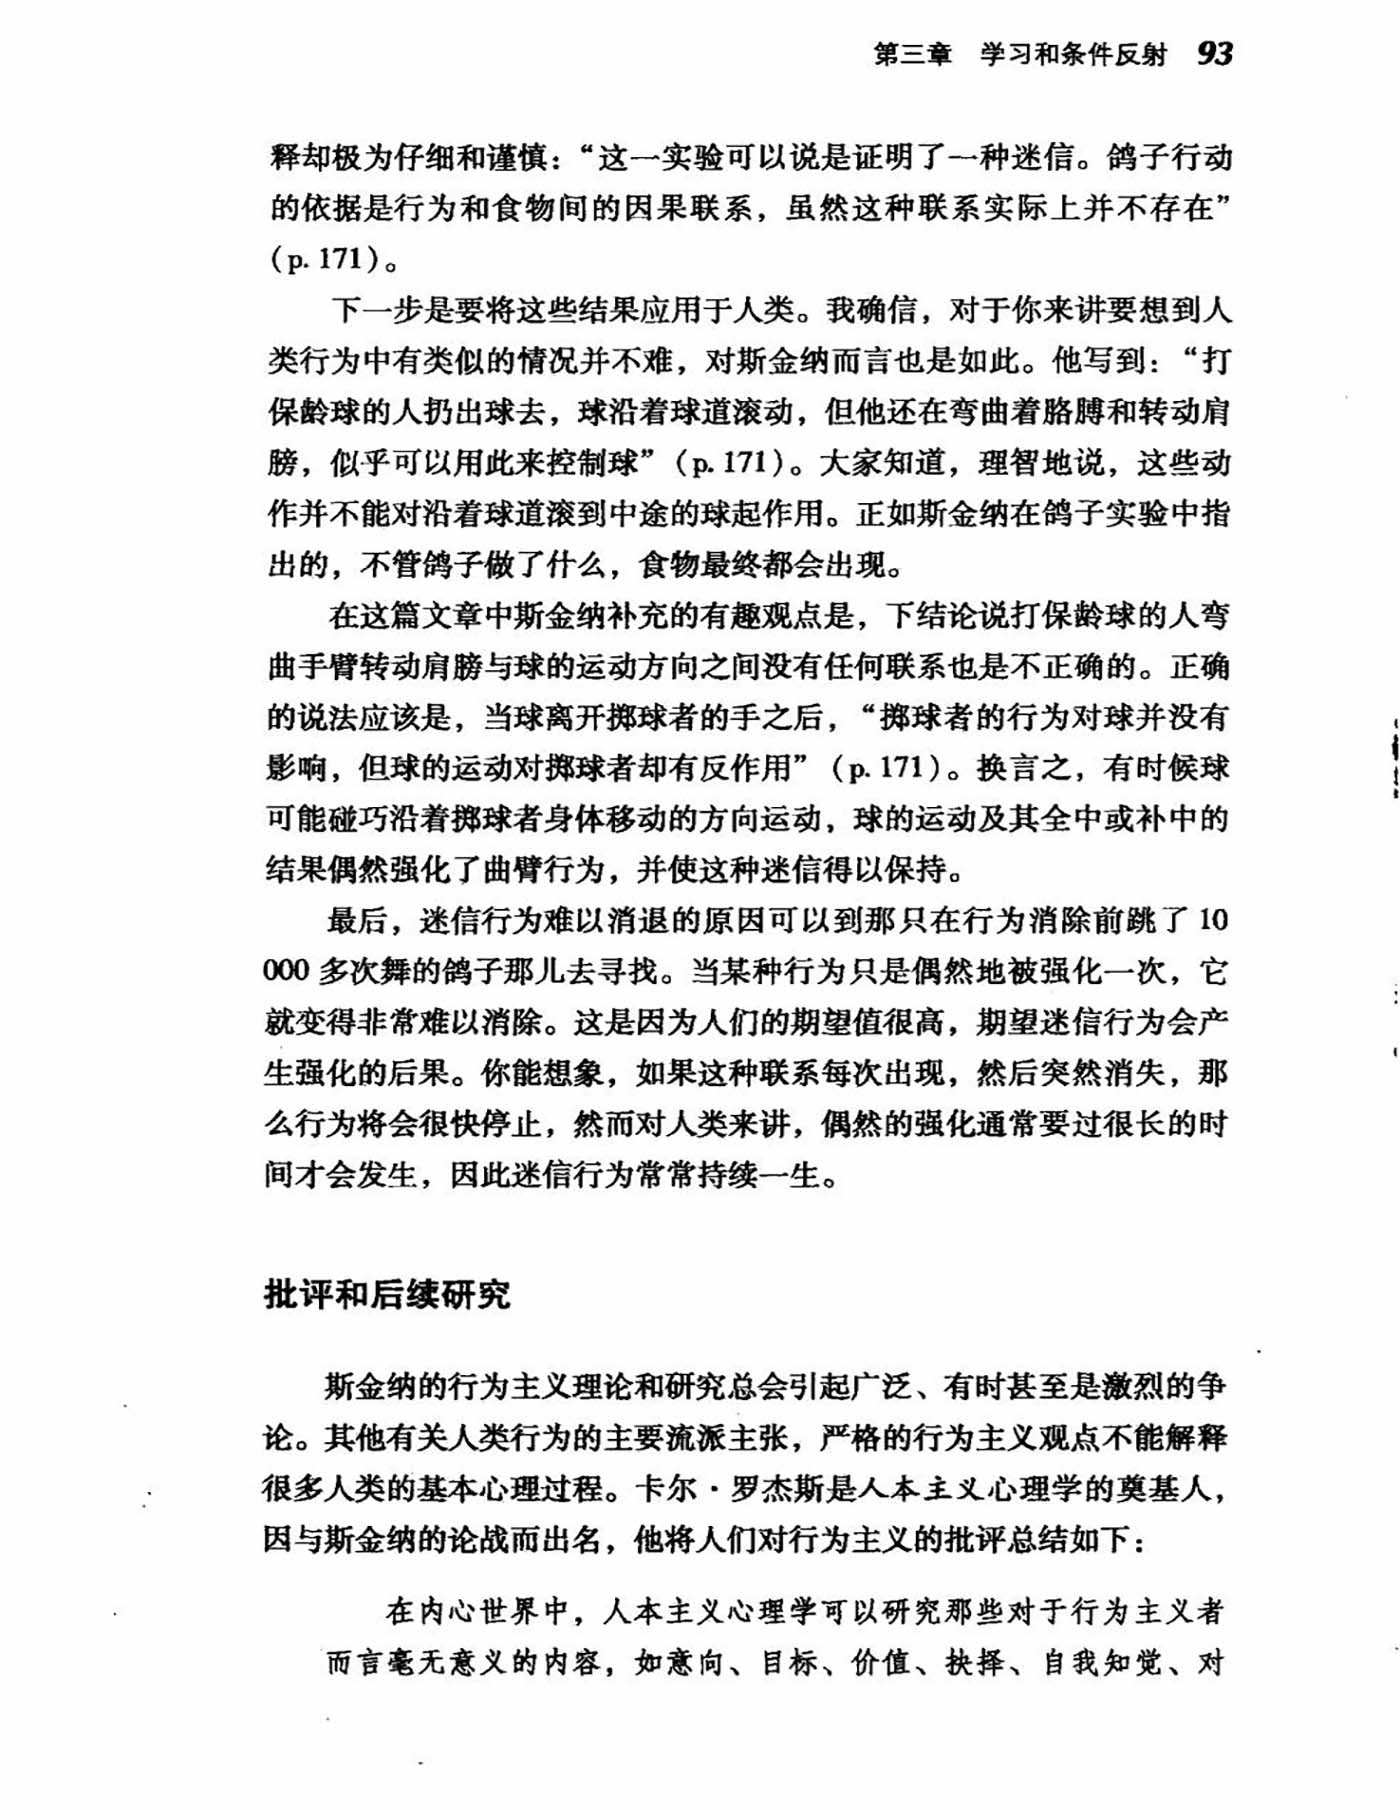 第三章 学习和条件反射 93
释却极为仔细和谨慎：“这一实验可以说是证明了一种迷信。鸽子行动
的依据是行为和食物间的因果联系，虽然这种联系实际上并不存在”
（p. 171）。
下一步是要将这些结果应用于人类。我确信，对于你来讲要想到人
类行为中有类似的情况并不难，对斯金纳而言也是如此。他写到：“打
保龄球的人扔出球去，球沿着球道滚动，但他还在弯曲着胳膊和转动肩
膀，似乎可以用此来控制球”（p. 171）。大家知道，理智地说，这些动
作并不能对沿着球道滚到中途的球起作用。正如斯金纳在鸽子实验中指
出的，不管鸽子做了什么，食物最终都会出现。
在这篇文章中斯金纳补充的有趣观点是，下结论说打保龄球的人弯
曲手臂转动肩膀与球的运动方向之间没有任何联系也是不正确的。正确
的说法应该是，当球离开掷球者的手之后，“掷球者的行为对球并没有
影响，但球的运动对掷球者却有反作用”（p. 171）。换言之，有时候球
可能碰巧沿着掷球者身体移动的方向运动，球的运动及其全中或补中的
结果偶然强化了曲臂行为，并使这种迷信得以保持。
最后，迷信行为难以消退的原因可以到那只在行为消除前跳了 10
000 多次舞的鸽子那儿去寻找。当某种行为只是偶然地被强化一次，它
就变得非常难以消除。这是因为人们的期望值很高，期望迷信行为会产
生强化的后果。你能想象，如果这种联系每次出现，然后突然消失，那
么行为将会很快停止，然而对人类来讲，偶然的强化通常要过很长的时
间才会发生，因此迷信行为常常持续一生。
批评和后续研究
斯金纳的行为主义理论和研究总会引起广泛、有时甚至是激烈的争
论。其他有关人类行为的主要流派主张，严格的行为主义观点不能解释
很多人类的基本心理过程。卡尔·罗杰斯是人本主义心理学的奠基人，
因与斯金纳的论战而出名，他将人们对行为主义的批评总结如下：
在内心世界中，人本主义心理学可以研究那些对于行为主义者
而言毫无意义的内容，如意向、目标、价值、抉择、自我知觉、对